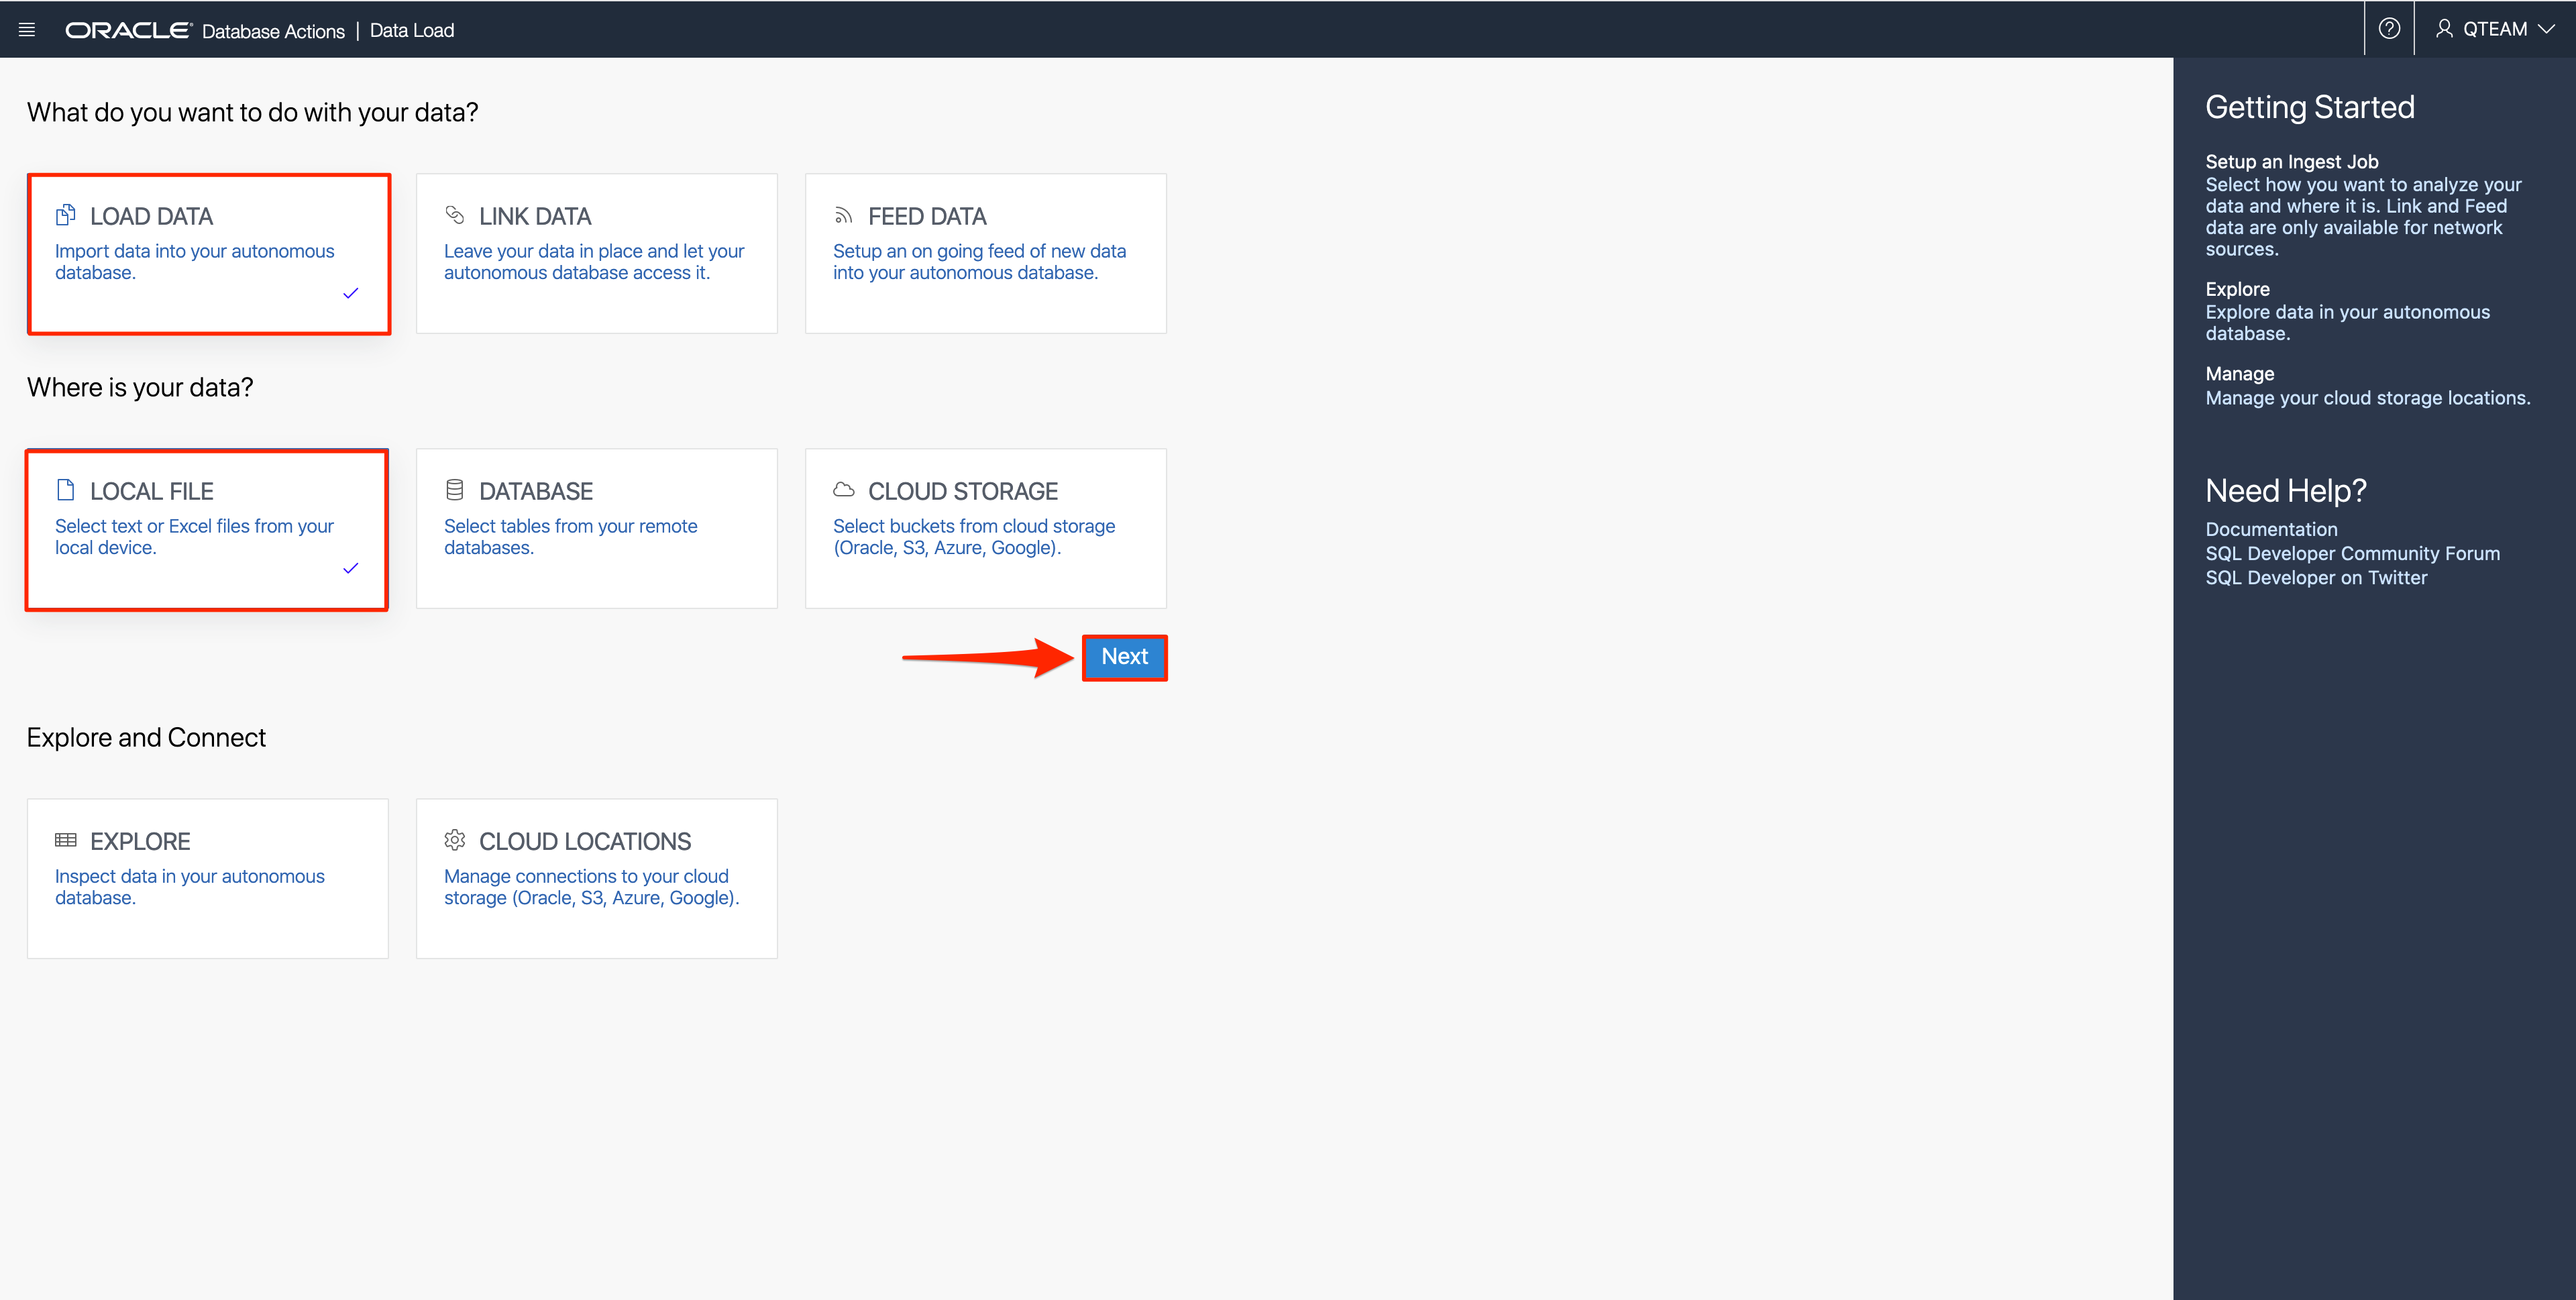 ORACLE Database Actions | Data Load
QTEAM
What do you want to do with your data?
LOAD DATA
Import data into your autonomous
database.
LINK DATA
Leave your data in place and let your
autonomous database access it.
FEED DATA
Setup an on going feed of new data
into your autonomous database.
Where is your data?
LOCAL FILE
Select text or Excel files from your
local device.
DATABASE
Select tables from your remote
databases.
CLOUD STORAGE
Select buckets from cloud storage
(Oracle, S3, Azure, Google).
Next
Explore and Connect
EXPLORE
Inspect data in your autonomous
database.
CLOUD LOCATIONS
Manage connections to your cloud
storage (Oracle, S3, Azure, Google).
Getting Started
Setup an Ingest Job
Select how you want to analyze your
data and where it is. Link and Feed
data are only available for network
sources.
Explore
Explore data in your autonomous
database.
Manage
Manage your cloud storage locations.
Need Help?
Documentation
SQL Developer Community Forum
SQL Developer on Twitter